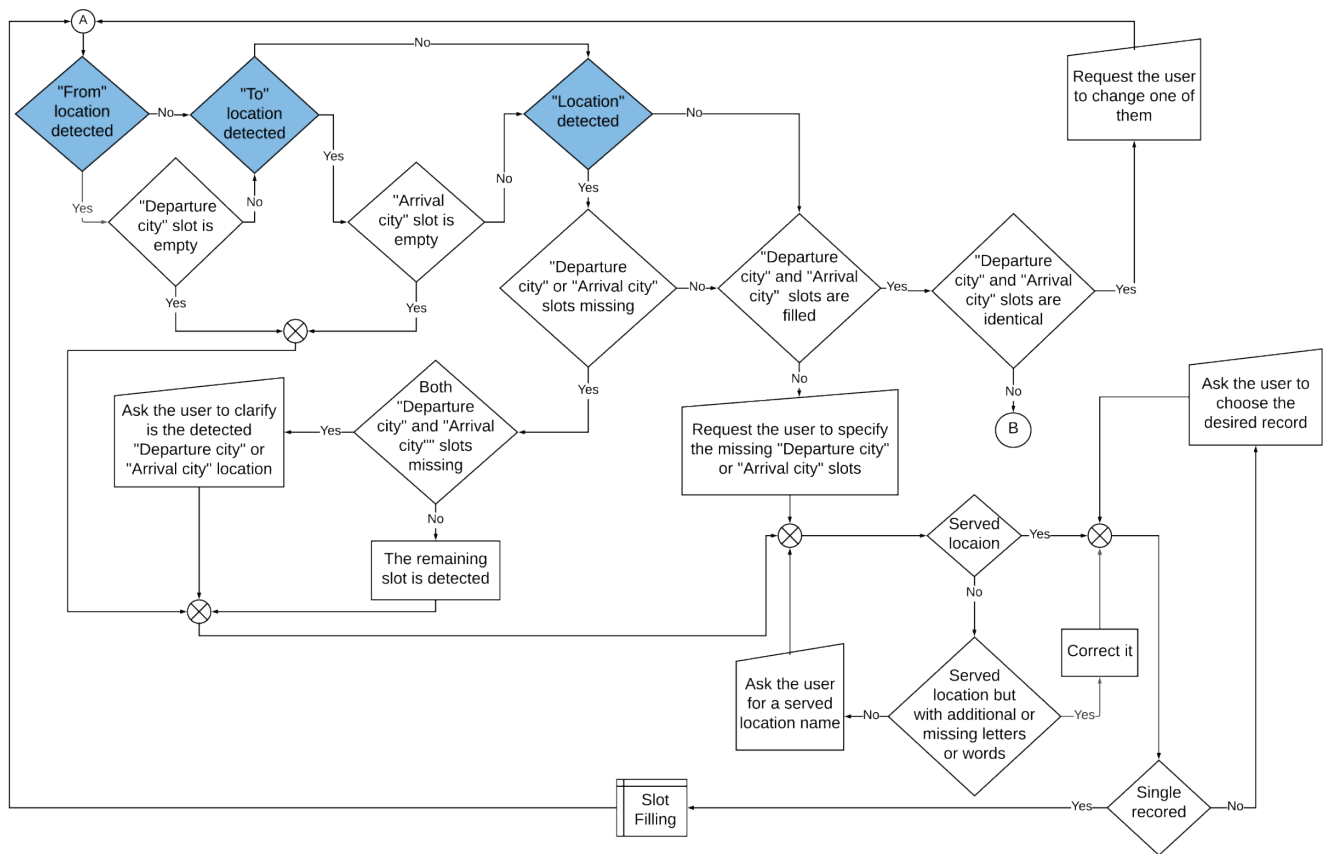 A
No
"From"
location
detected
No
"To"
location
detected
"Location"
detected
No
Request the user
to change one of
them
Yes
Yes
"Departure
city" slot is
empty
No
"Arrival
city" slot is
empty
No
Yes
Yes
Yes
"Departure
city" or "Arrival city"
slots missing
No
"Departure
city" and "Arrival
city"  slots are
filled
Yes
"Departure
city" and "Arrival
city" slots are
identical
Yes
Yes
No
No
B
Ask the user to clarify
is the detected
"Departure city" or
"Arrival city" location
Yes
Both
"Departure
city" and "Arrival
city"" slots
missing
No
The remaining
slot is detected
Request the user to specify
the missing "Departure city"
or "Arrival city" slots
Ask the user to
choose the
desired record
Served
locaion
Yes
No
Correct it
Ask the user
for a served
location name
No
Served
location but
with additional or
missing letters
or words
Yes
Slot
Filling
Yes
Single
recored
No